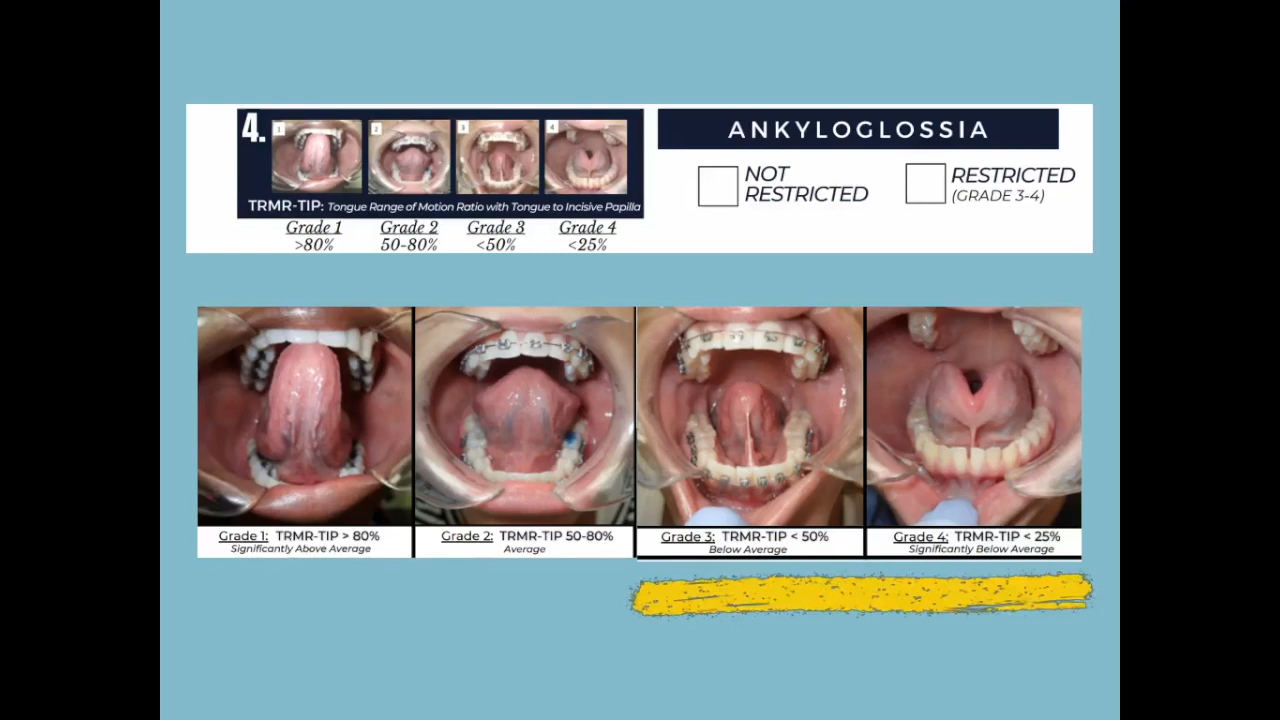 4.
1
2
3
4
TRMR-TIP: Tongue Range of Motion Ratio with Tongue to Incisive Papilla
Grade 1 Grade 2 Grade 3 Grade 4
>80% 50-80% <50% <25%
ANKYLOGLOSSIA
NOT
RESTRICTED
RESTRICTED
(GRADE 3-4)
Grade 1: TRMR-TIP > 80%
Significantly Above Average
Grade 2: TRMR-TIP 50-80%
Average
Grade 3: TRMR-TIP < 50%
Below Average
Grade 4: TRMR-TIP < 25%
Significantly Below Average